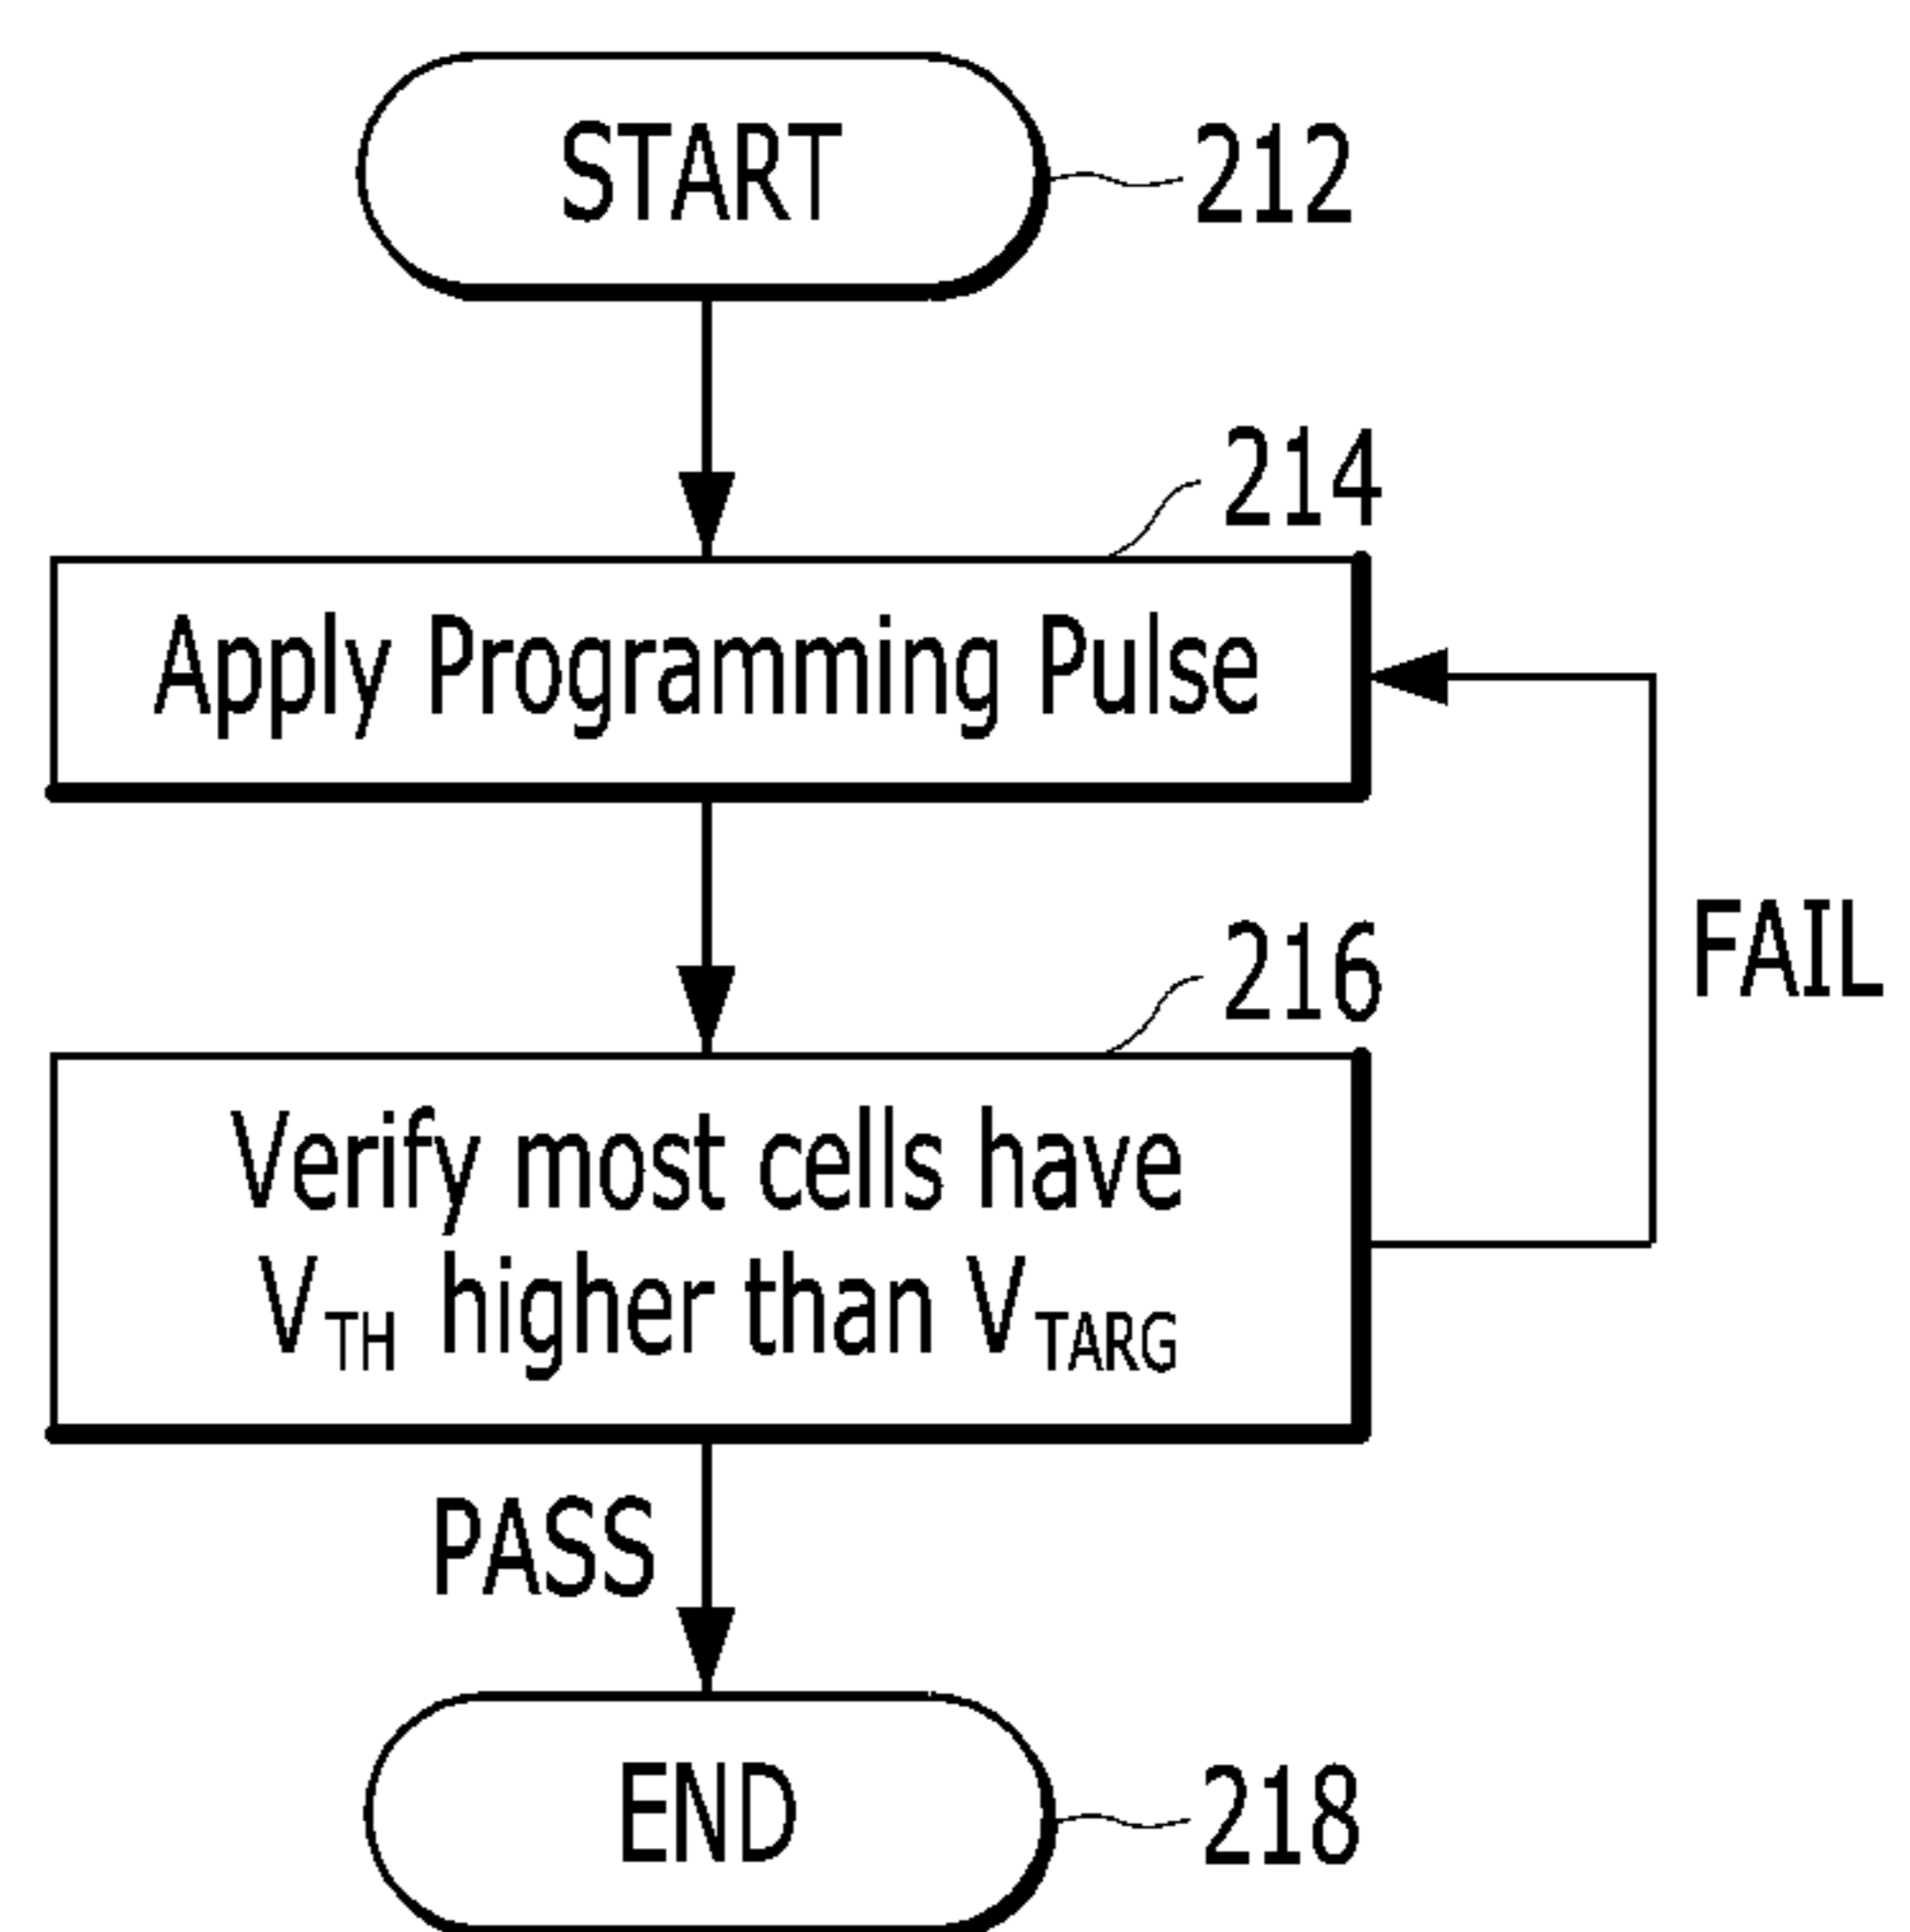 START
212
214
Apply Programming Pulse
216
FAIL
Verify most cells have
VTH higher than VTARG
PASS
END
218